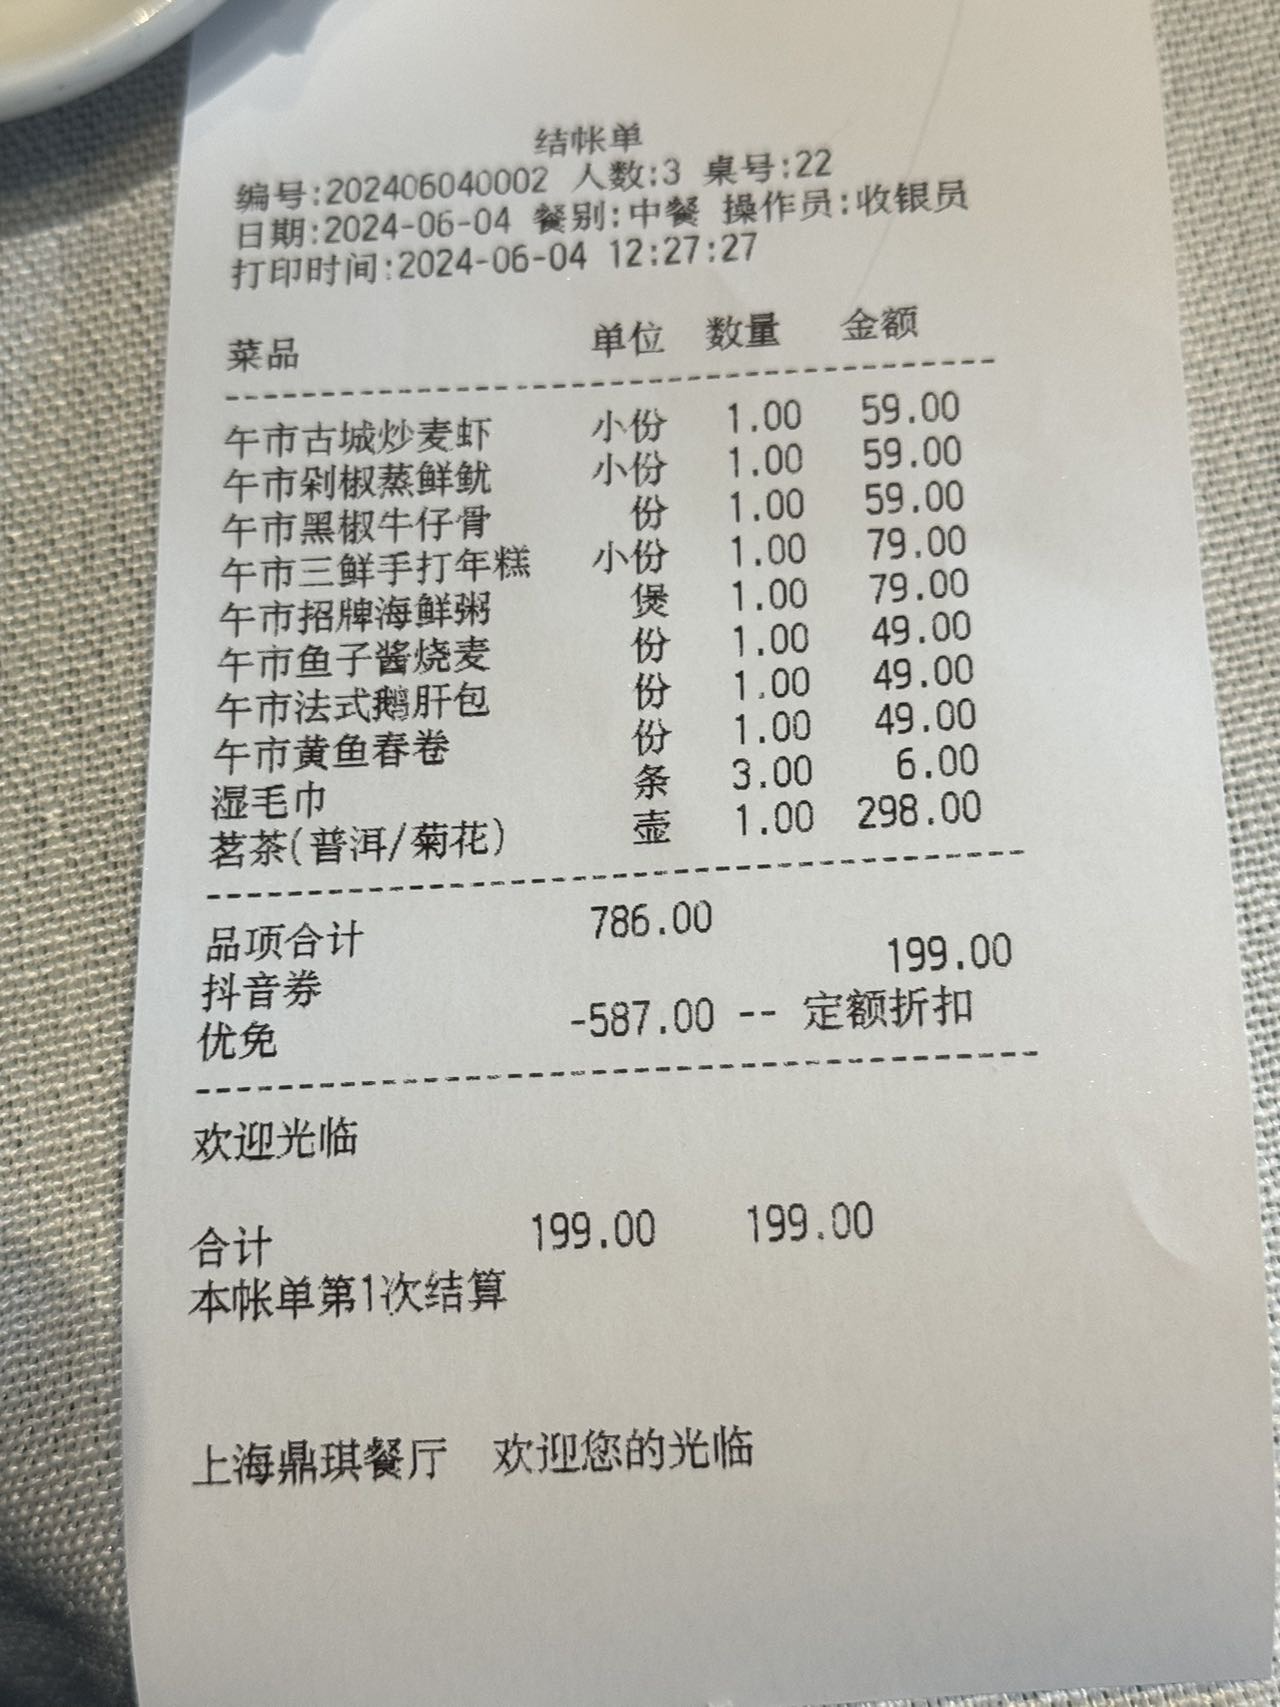 结帐单
编号:202406040002 人数:3 桌号:22
日期:2024-06-04 餐别:中餐 操作员:收银员
打印时间:2024-06-04 12:27:27
菜品 单位 数量 金额
午市古城炒麦虾 小份 1.00 59.00
午市剁椒蒸鲜鱿 小份 1.00 59.00
午市黑椒牛仔骨 份 1.00 59.00
午市三鲜手打年糕 小份 1.00 79.00
午市招牌海鲜粥 煲 1.00 79.00
午市鱼子酱烧麦 份 1.00 49.00
午市法式鹅肝包 份 1.00 49.00
午市黄鱼春卷 份 1.00 49.00
湿毛巾 条 3.00 6.00
茗茶(普洱/菊花) 壶 1.00 298.00
品项合计 786.00
抖音券 199.00
优免 -587.00 -- 定额折扣
欢迎光临
合计 199.00 199.00
本帐单第1次结算
上海鼎琪餐厅 欢迎您的光临